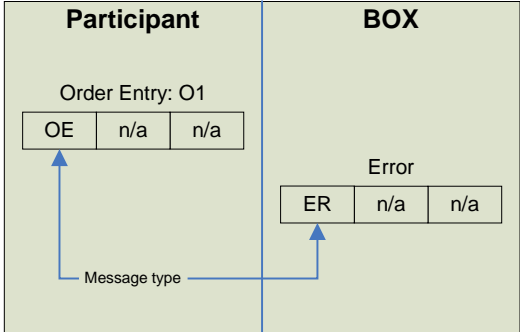 Participant BOX
Order Entry: O1
OE n/a n/a
Error
ER n/a n/a
Message type